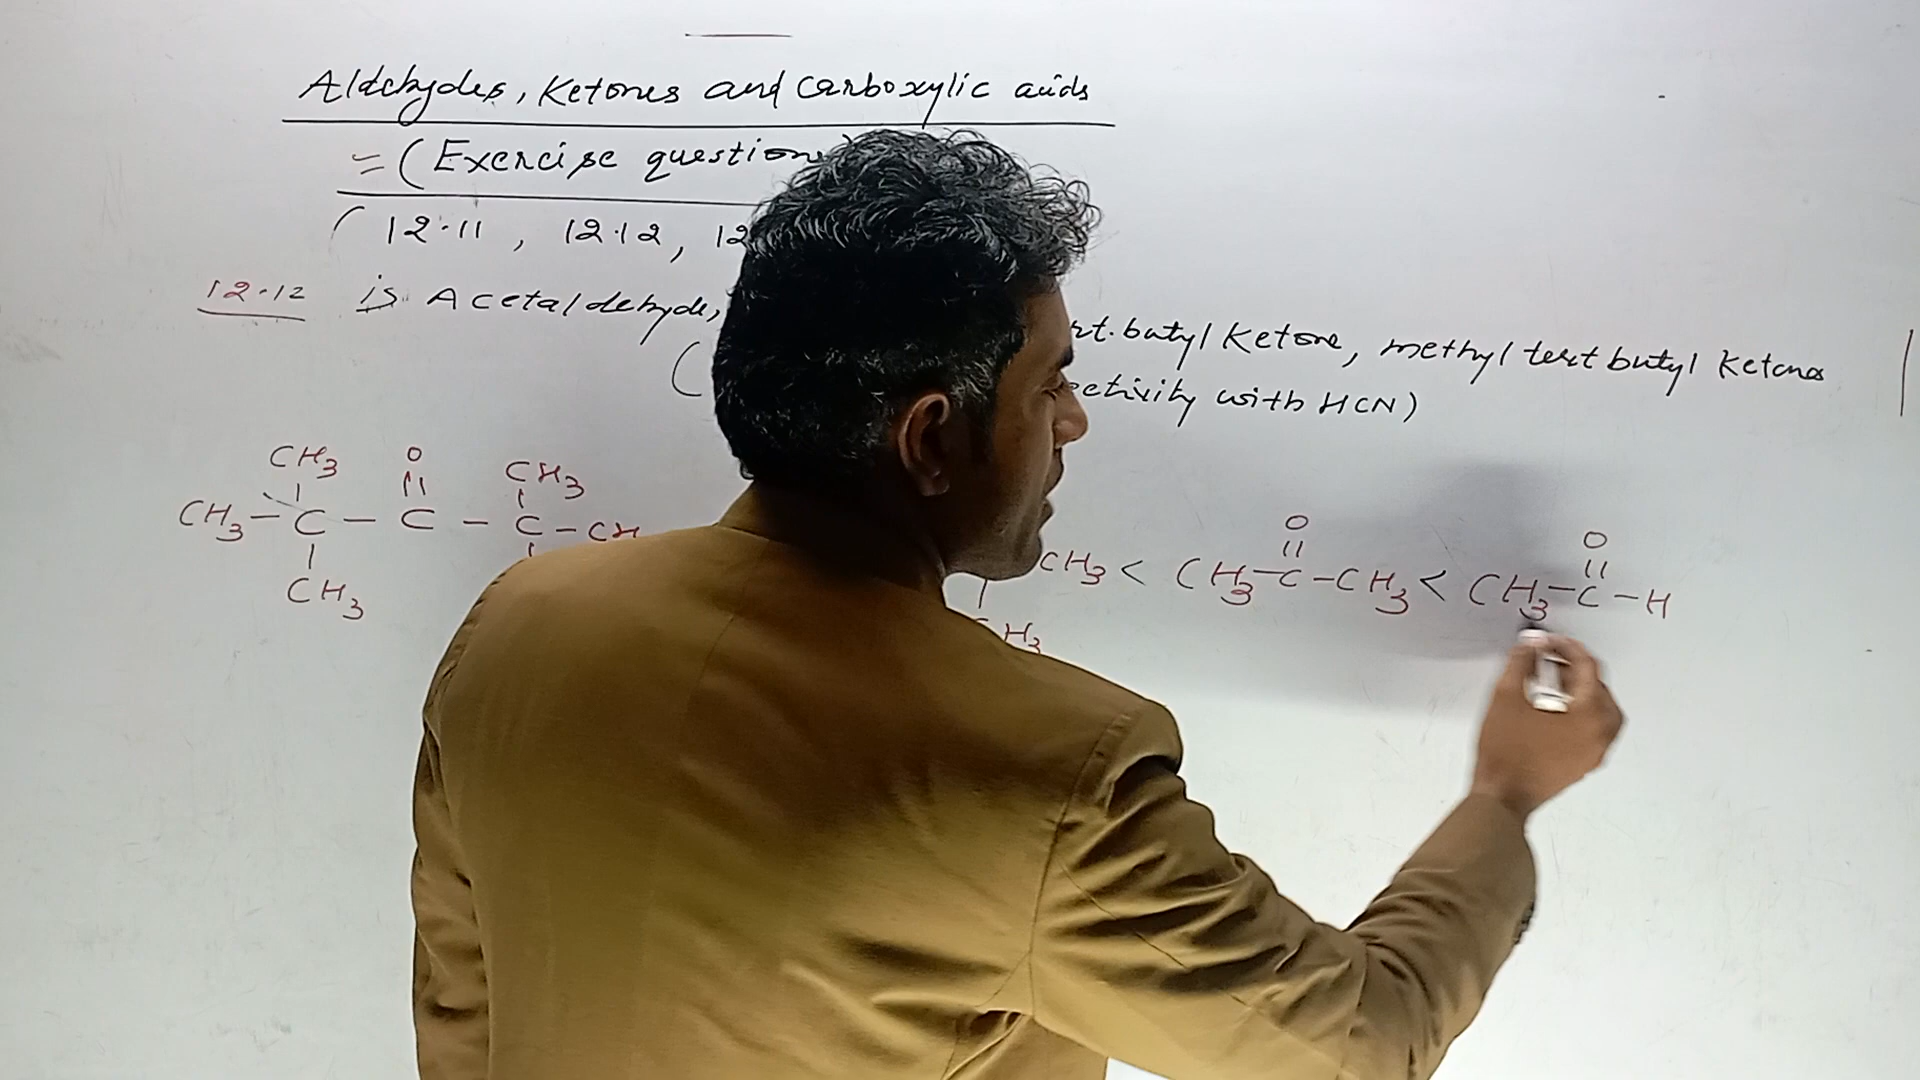 Aldehydes, Ketones and carboxylic acids
= (Exercise question
( 12.11 , 12.12, 12
12.12 is Acetaldehyde, rt.butyl Ketone, methyl tert butyl Ketone
( ectivity with HCN)
CH3 O CH3 O O
CH3 - C - C - C - CH CH3 < CH3 - C - CH3 < CH3 - C - H
CH3 H3